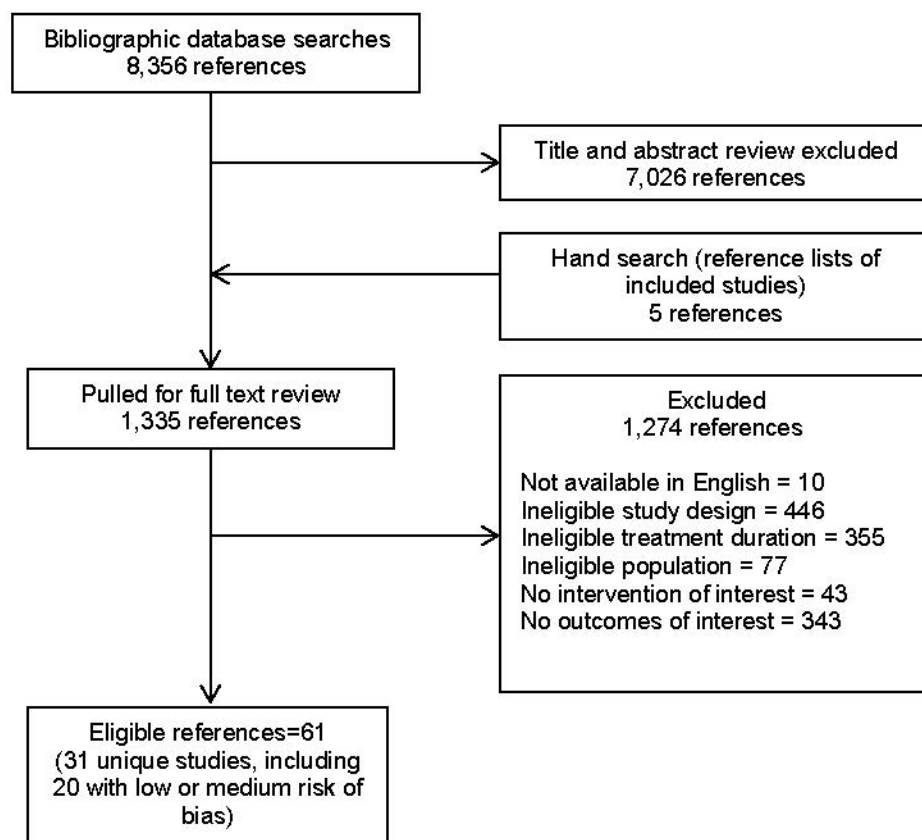 Bibliographic database searches
8,356 references
Title and abstract review excluded
7,026 references
Hand search (reference lists of
included studies)
5 references
Pulled for full text review
1,335 references
Excluded
1,274 references
Not available in English = 10
Ineligible study design = 446
Ineligible treatment duration = 355
Ineligible population = 77
No intervention of interest = 43
No outcomes of interest = 343
Eligible references=61
(31 unique studies, including
20 with low or medium risk of
bias)